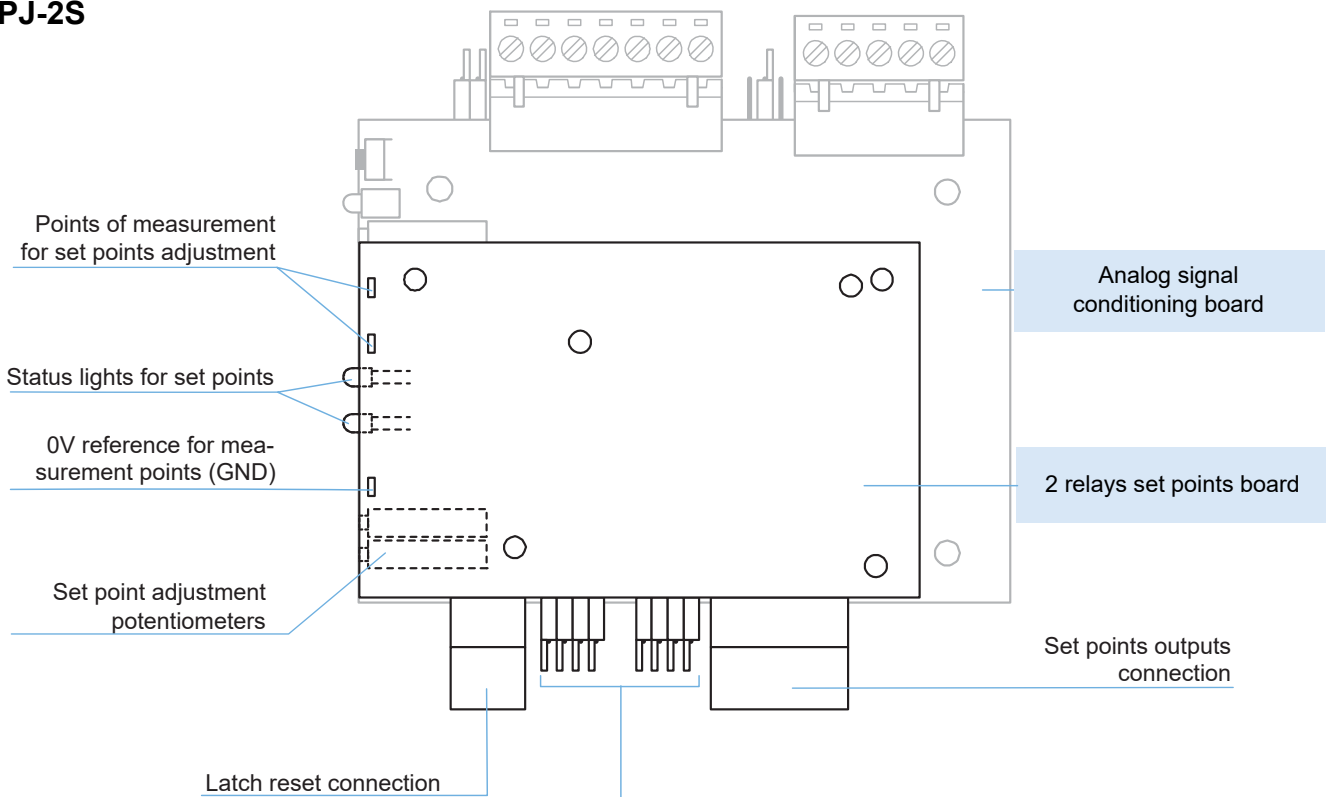 PJ-2S
Points of measurement
for set points adjustment
Analog signal
conditioning board
Status lights for set points
0V reference for mea-
surement points (GND)
2 relays set points board
Set point adjustment
potentiometers
Set points outputs
connection
Latch reset connection